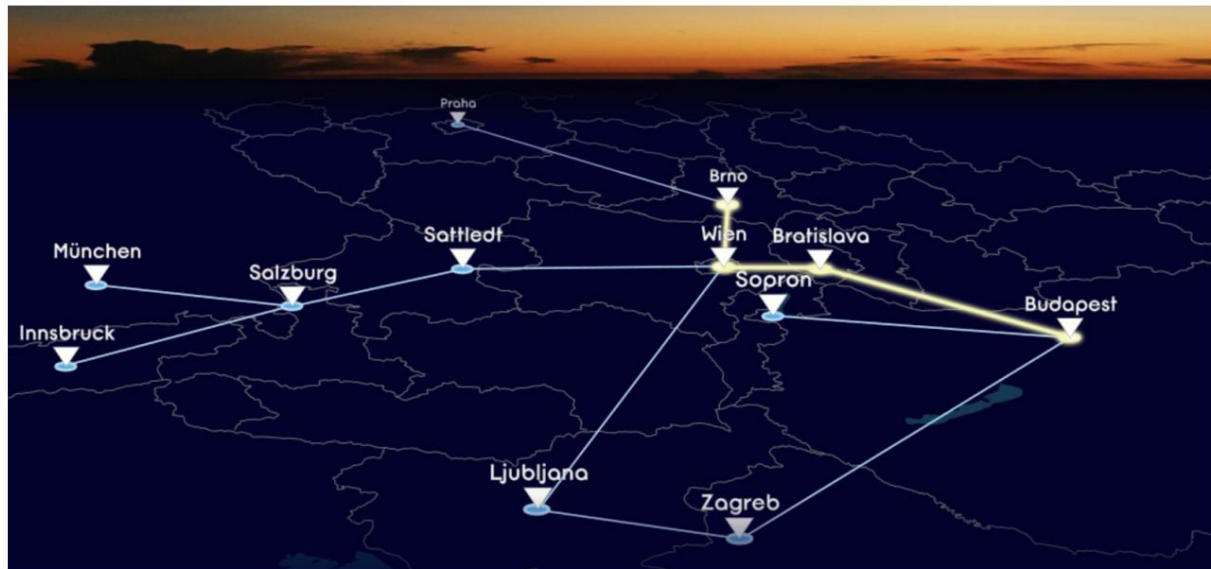 Praha
Brno
Wien
Bratislava
Sattledt
München
Salzburg
Sopron
Budapest
Innsbruck
Ljubljana
Zagreb